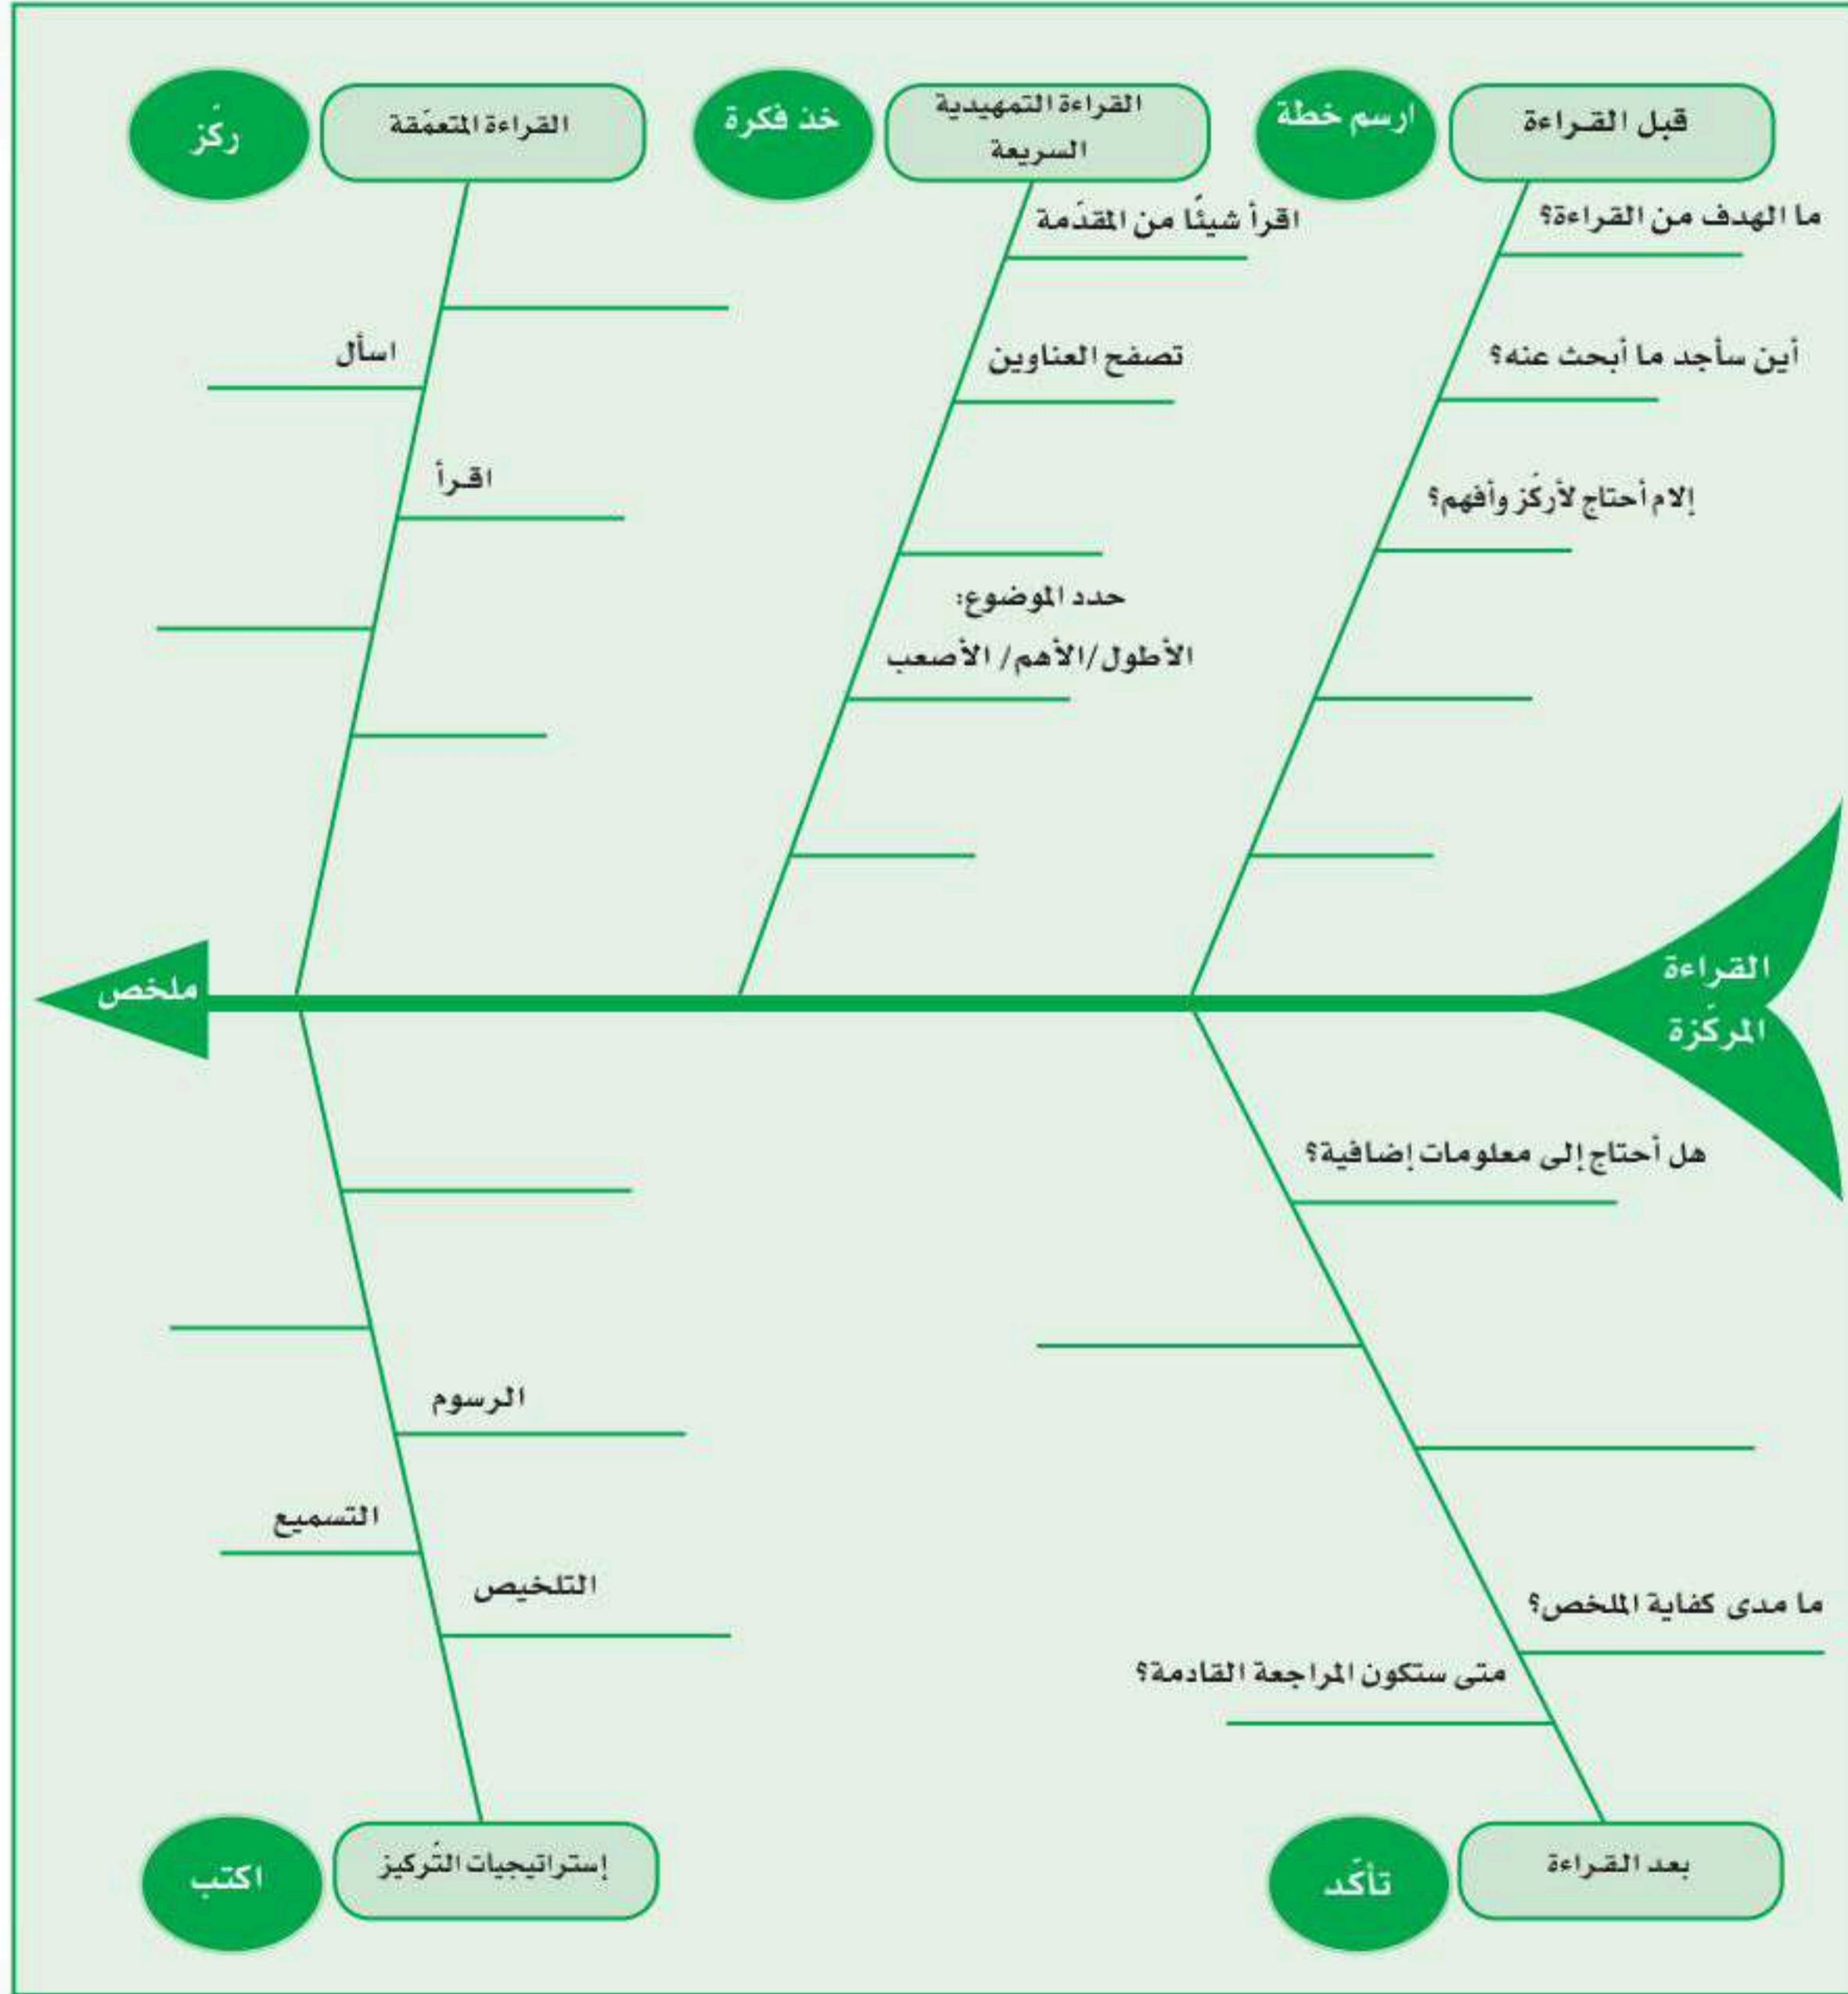 قبل القراءة
ارسم خطة
ما الهدف من القراءة؟
أين سأجد ما أبحث عنه؟
إلام أحتاج لأركّز وأفهم؟
القراءة التمهيدية
السريعة
خذ فكرة
اقرأ شيئًا من المقدّمة
تصفح العناوين
حدد الموضوع:
الأطول/الأهم/ الأصعب
القراءة المتعمّقة
ركّز
اسأل
اقرأ
القراءة
المركّزة
ملخص
هل أحتاج إلى معلومات إضافية؟
ما مدى كفاية الملخص؟
متى ستكون المراجعة القادمة؟
بعد القراءة
تأكّد
الرسوم
التسميع
التلخيص
إستراتيجيات التّركيز
اكتب